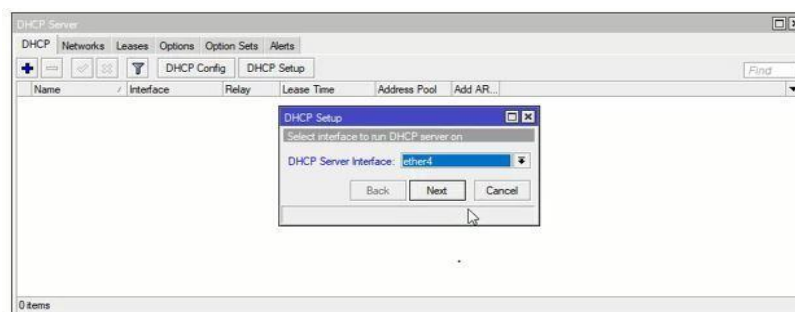 DHCP Server
DHCP Networks Leases Options Option Sets Alerts
DHCP Config DHCP Setup Find
Name / Interface Relay Lease Time Address Pool Add AR...
DHCP Setup
Select interface to run DHCP server on
DHCP Server Interface: ether4
Back Next Cancel
0 items